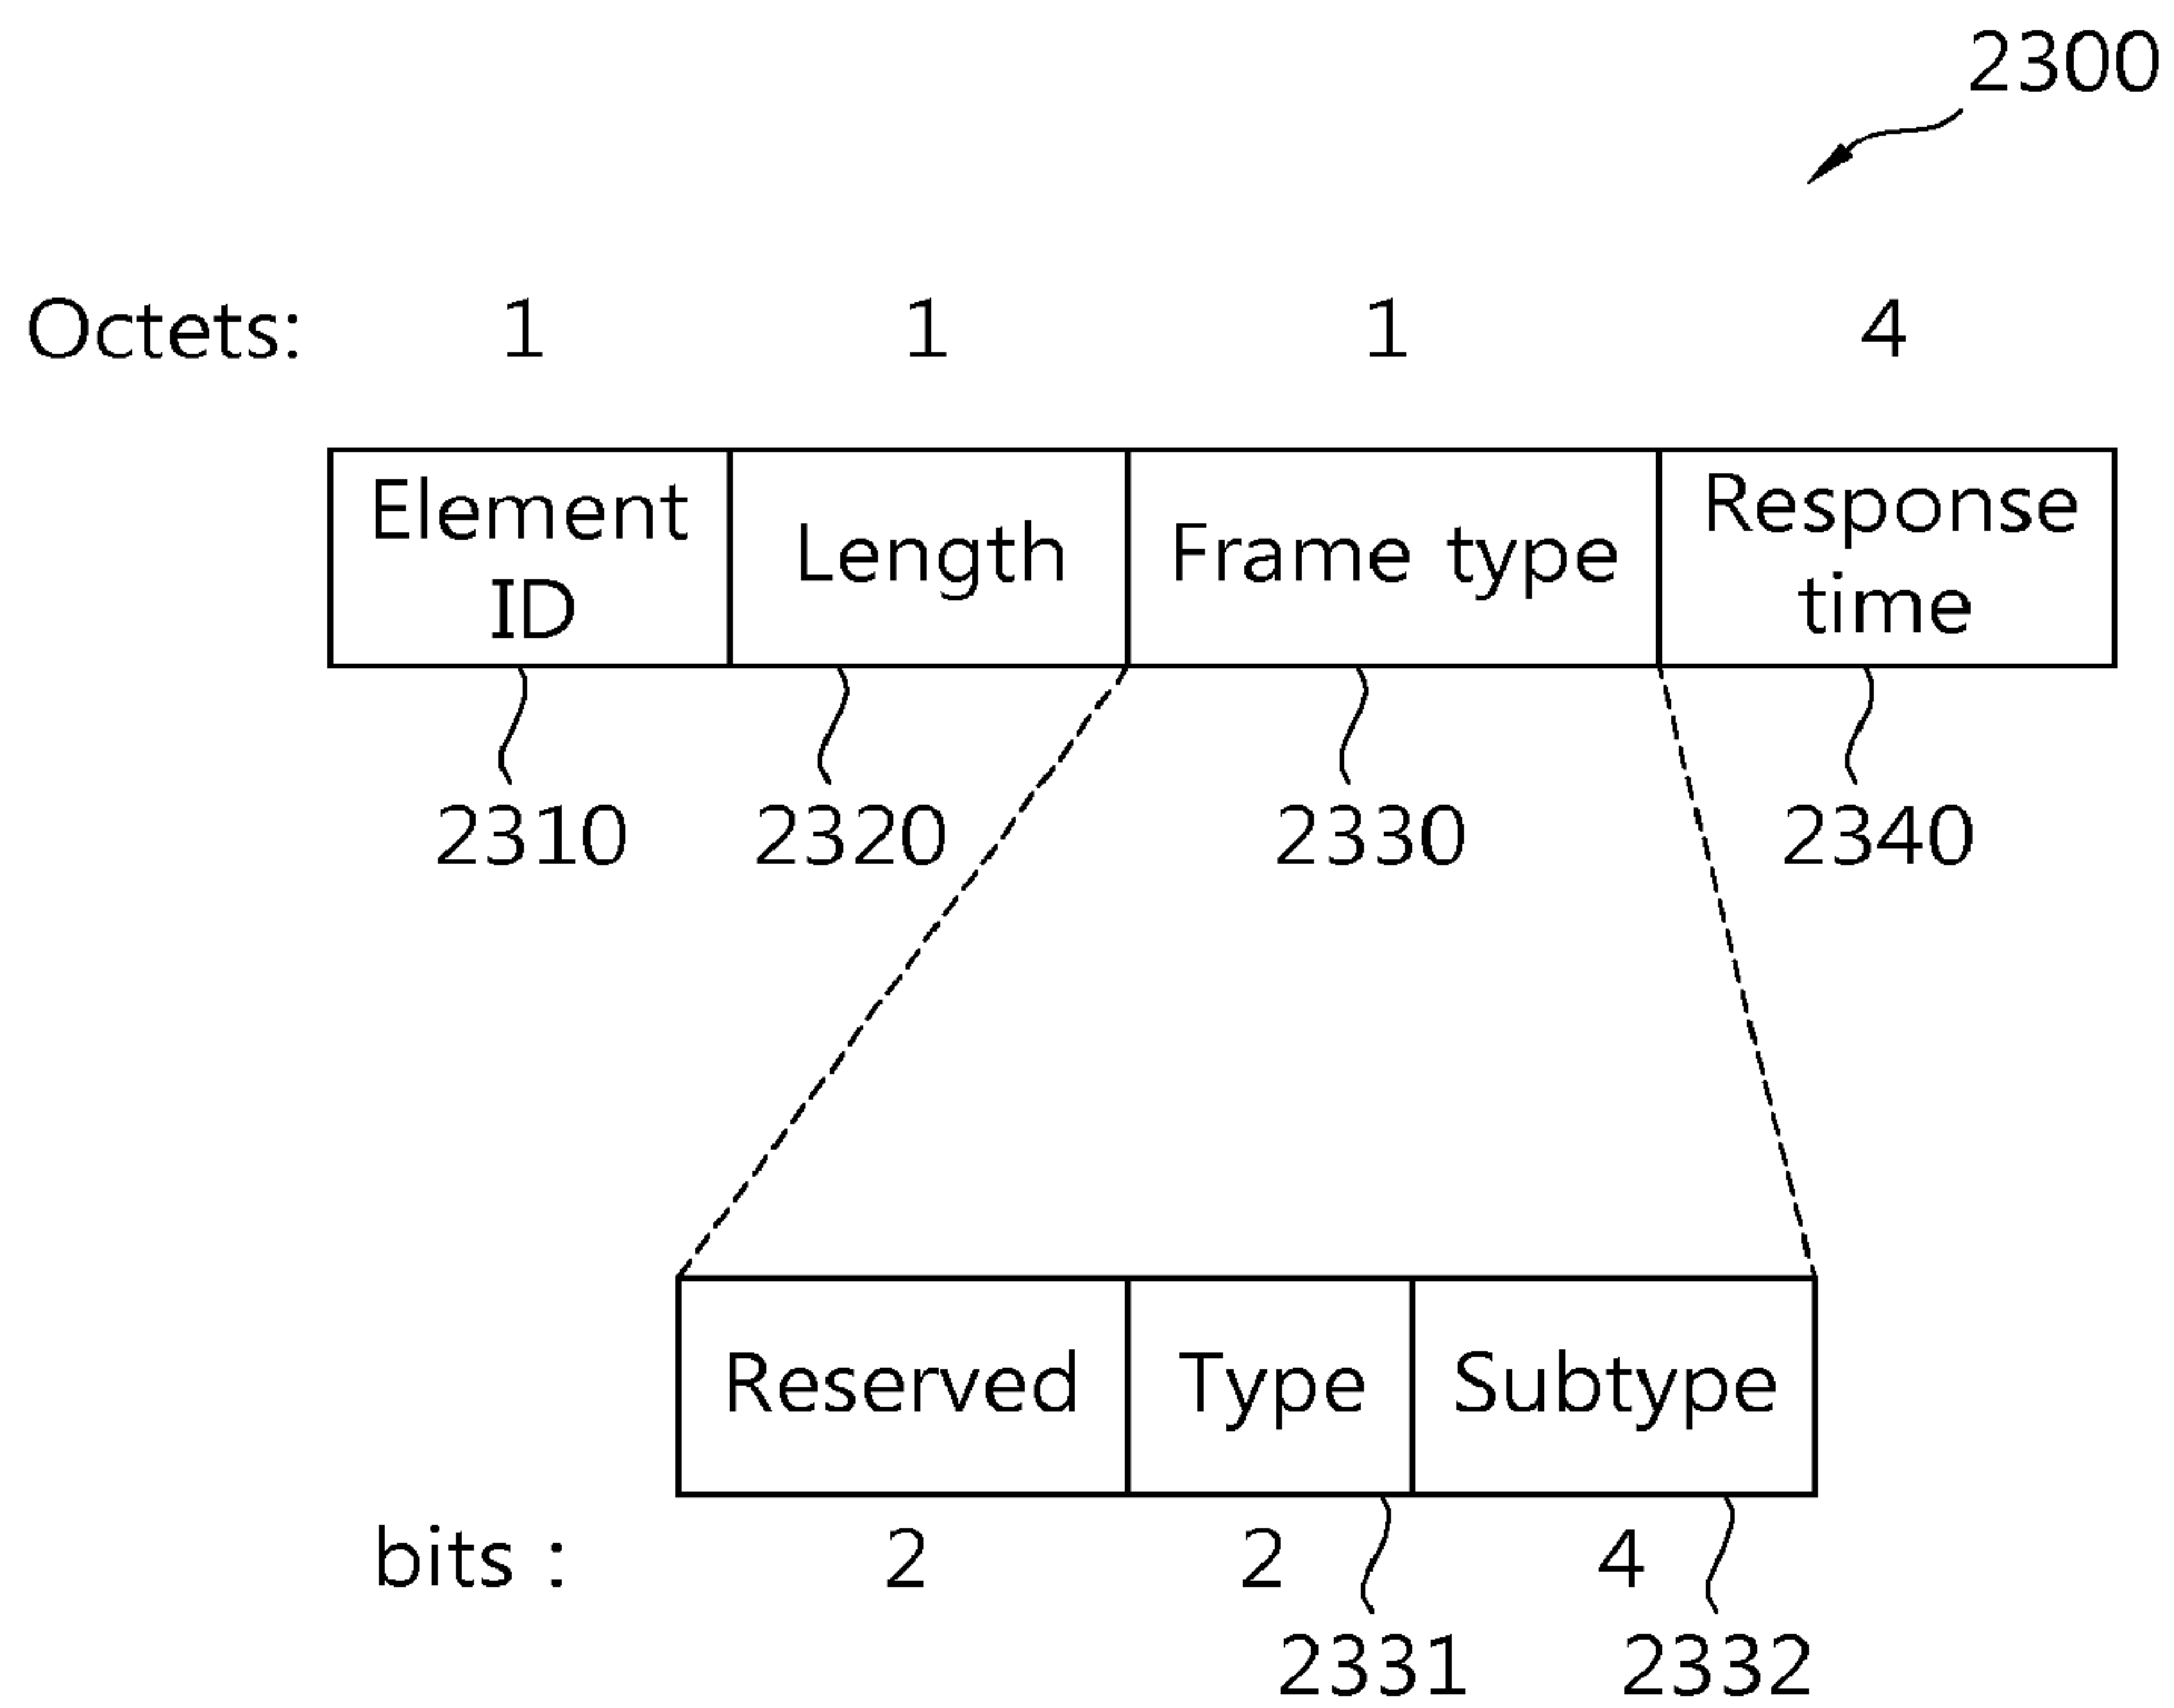 2300
Octets: 1 1 1 4
Element ID Length Frame type Response time
2310 2320 2330 2340
Reserved Type Subtype
bits : 2 2 4
2331 2332